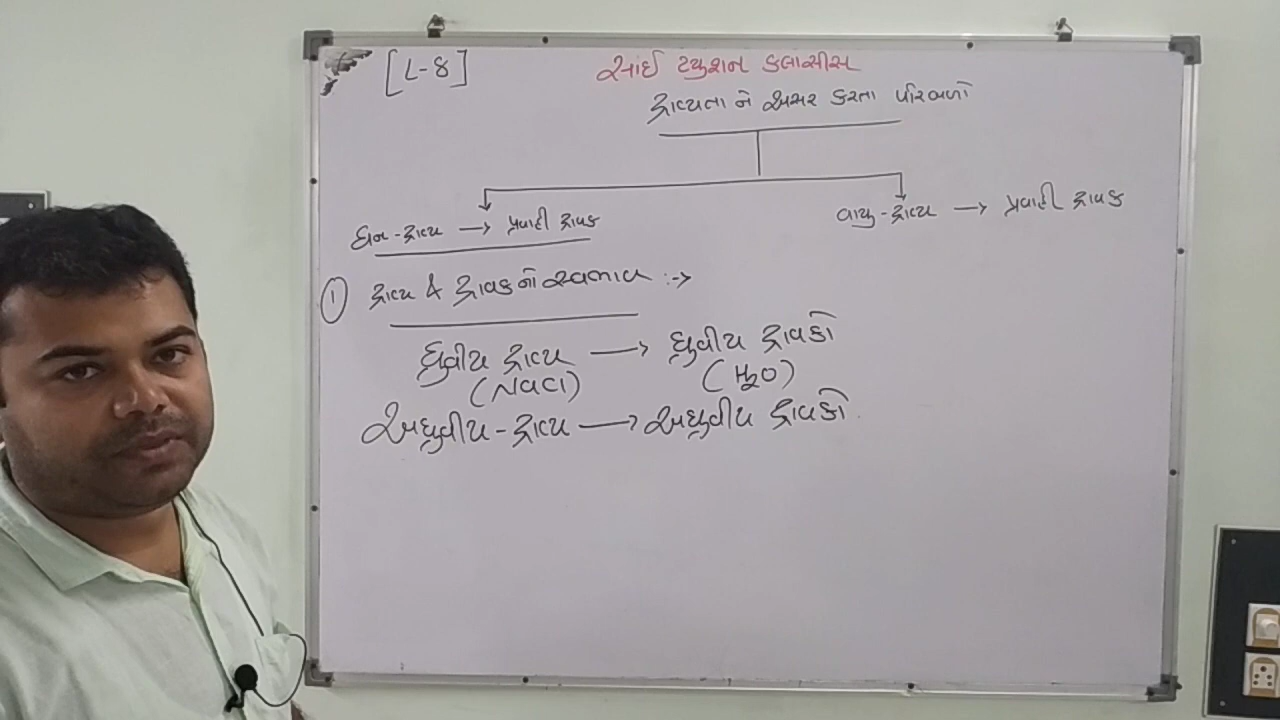 [L-8]
સાંઈ ટ્યુશન કલાસીસ
દ્રાવ્યતા ને અસર કરતા પરિબળો
ઘન-દ્રાવ્ય → પ્રવાહી દ્રાવક
વાયુ-દ્રાવ્ય → પ્રવાહી દ્રાવક
① દ્રાવ્ય & દ્રાવકનો સ્વભાવ :->
ધ્રુવીય દ્રાવ્ય → ધ્રુવીય દ્રાવકો
(NaCl) (H₂O)
અધ્રુવીય-દ્રાવ્ય → અધ્રુવીય દ્રાવકો